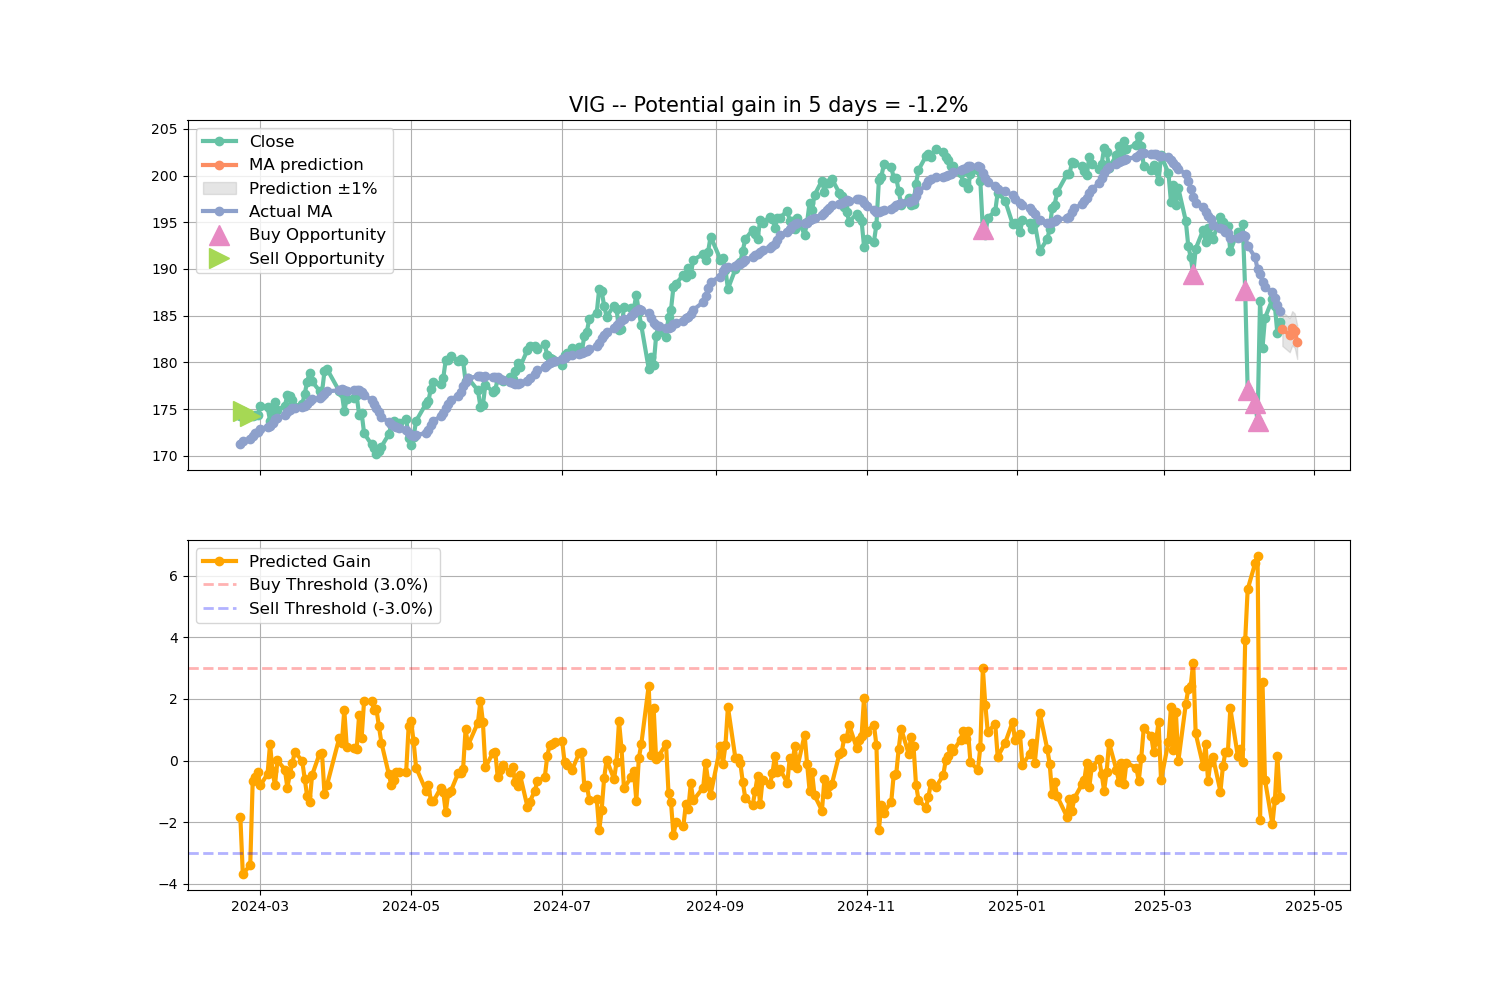 VIG -- Potential gain in 5 days = -1.2%
205
200
195
190
185
180
175
170
Close
MA prediction
Prediction ±1%
Actual MA
Buy Opportunity
Sell Opportunity
6
4
2
0
−2
−4
Predicted Gain
Buy Threshold (3.0%)
Sell Threshold (-3.0%)
2024-03
2024-05
2024-07
2024-09
2024-11
2025-01
2025-03
2025-05